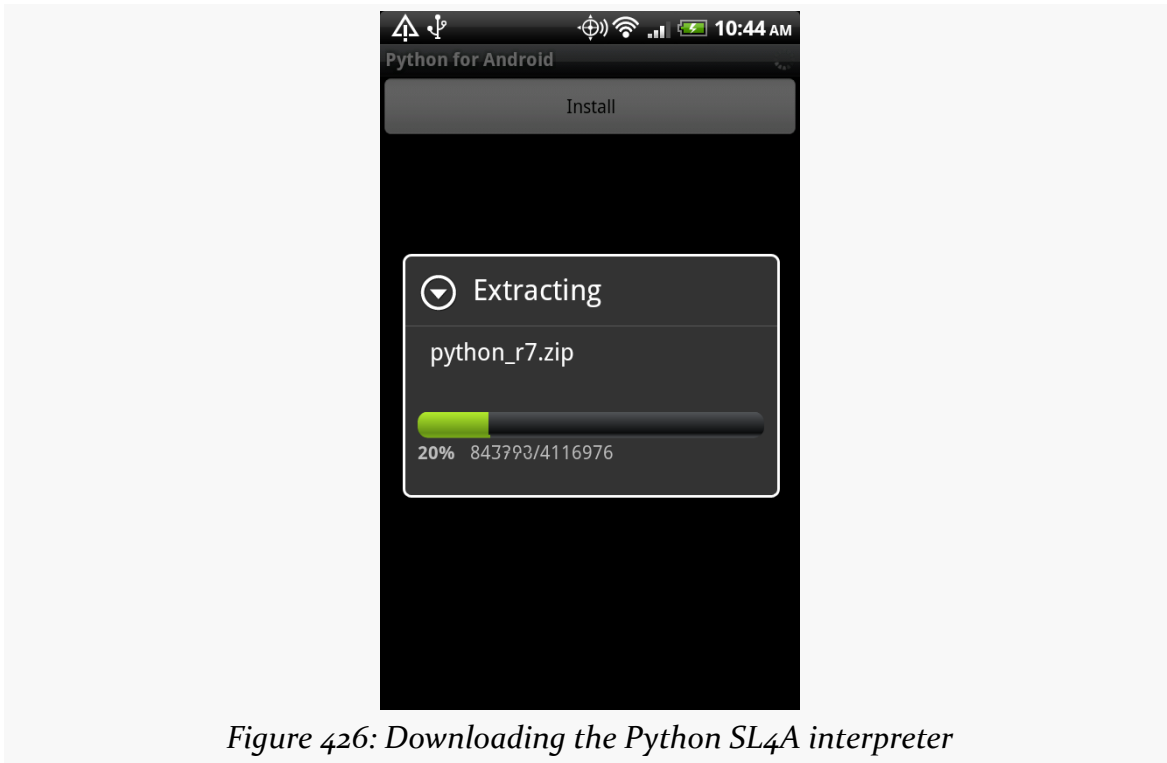 10:44 AM
Python for Android
Install
Extracting
python_r7.zip
20% /4116976
Figure 426: Downloading the Python SL4A interpreter